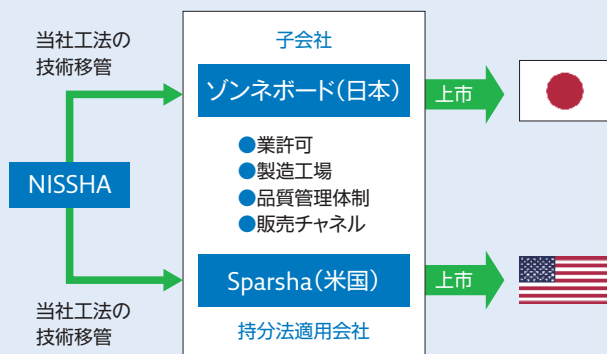 当社工法の
技術移管
子会社
ゾンネボード(日本)
上市
●業許可
●製造工場
●品質管理体制
●販売チャネル
NISSHA
Sparsha(米国)
上市
当社工法の
技術移管
持分法適用会社